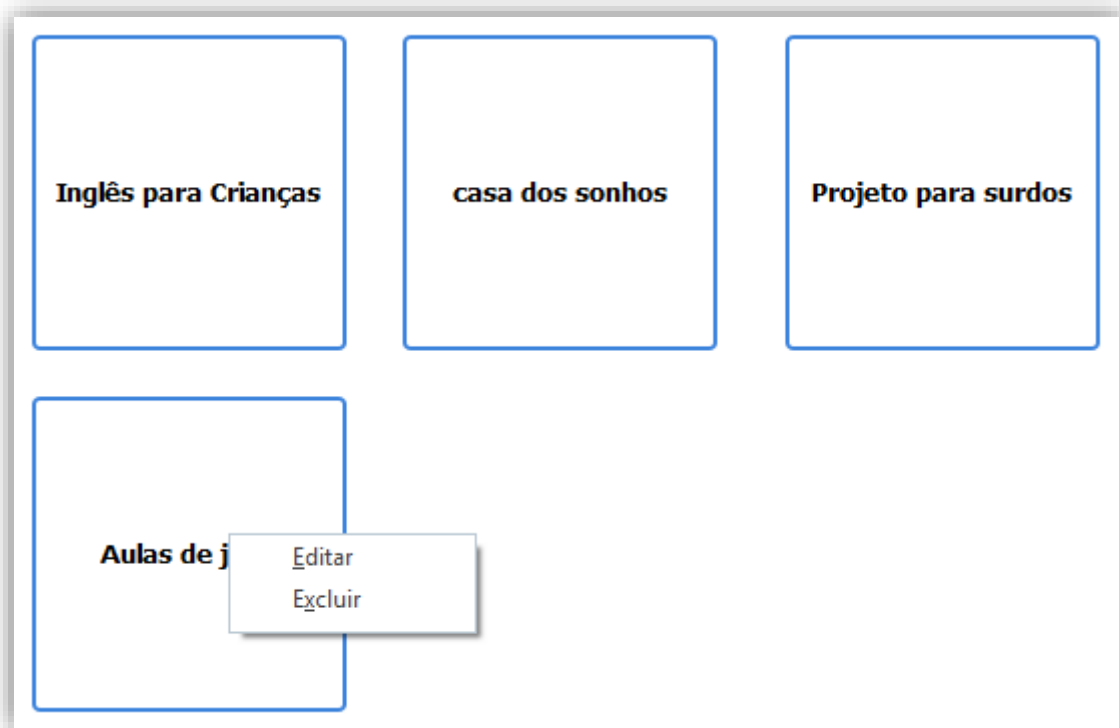 Inglês para Crianças
casa dos sonhos
Projeto para surdos
Aulas de
Editar
Excluir